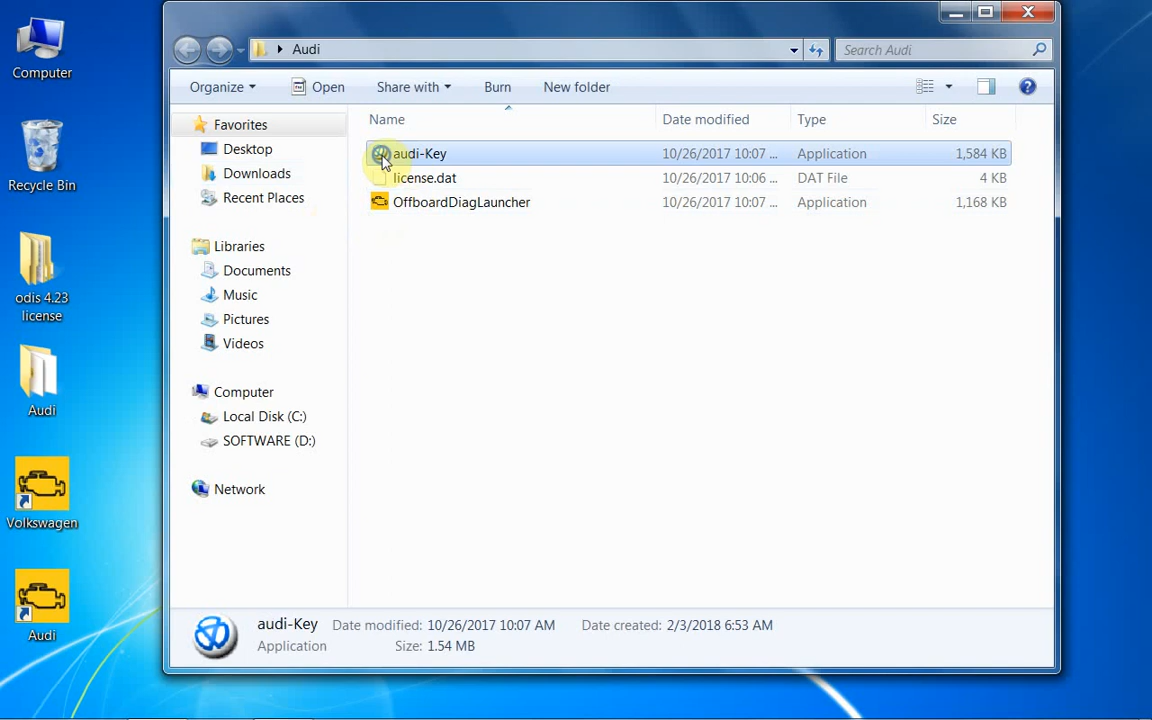 Computer
Recycle Bin
odis 4.23
license
Audi
Volkswagen
Audi
Audi
Search Audi
Organize
Open
Share with
Burn
New folder
Favorites
Desktop
Downloads
Recent Places
Libraries
Documents
Music
Pictures
Videos
Computer
Local Disk (C:)
SOFTWARE (D:)
Network
Name Date modified Type Size
audi-Key 10/26/2017 10:07 ... Application 1,584 KB
license.dat 10/26/2017 10:06 ... DAT File 4 KB
OffboardDiagLauncher 10/26/2017 10:07 ... Application 1,168 KB
audi-Key Date modified: 10/26/2017 10:07 AM Date created: 2/3/2018 6:53 AM
Application Size: 1.54 MB